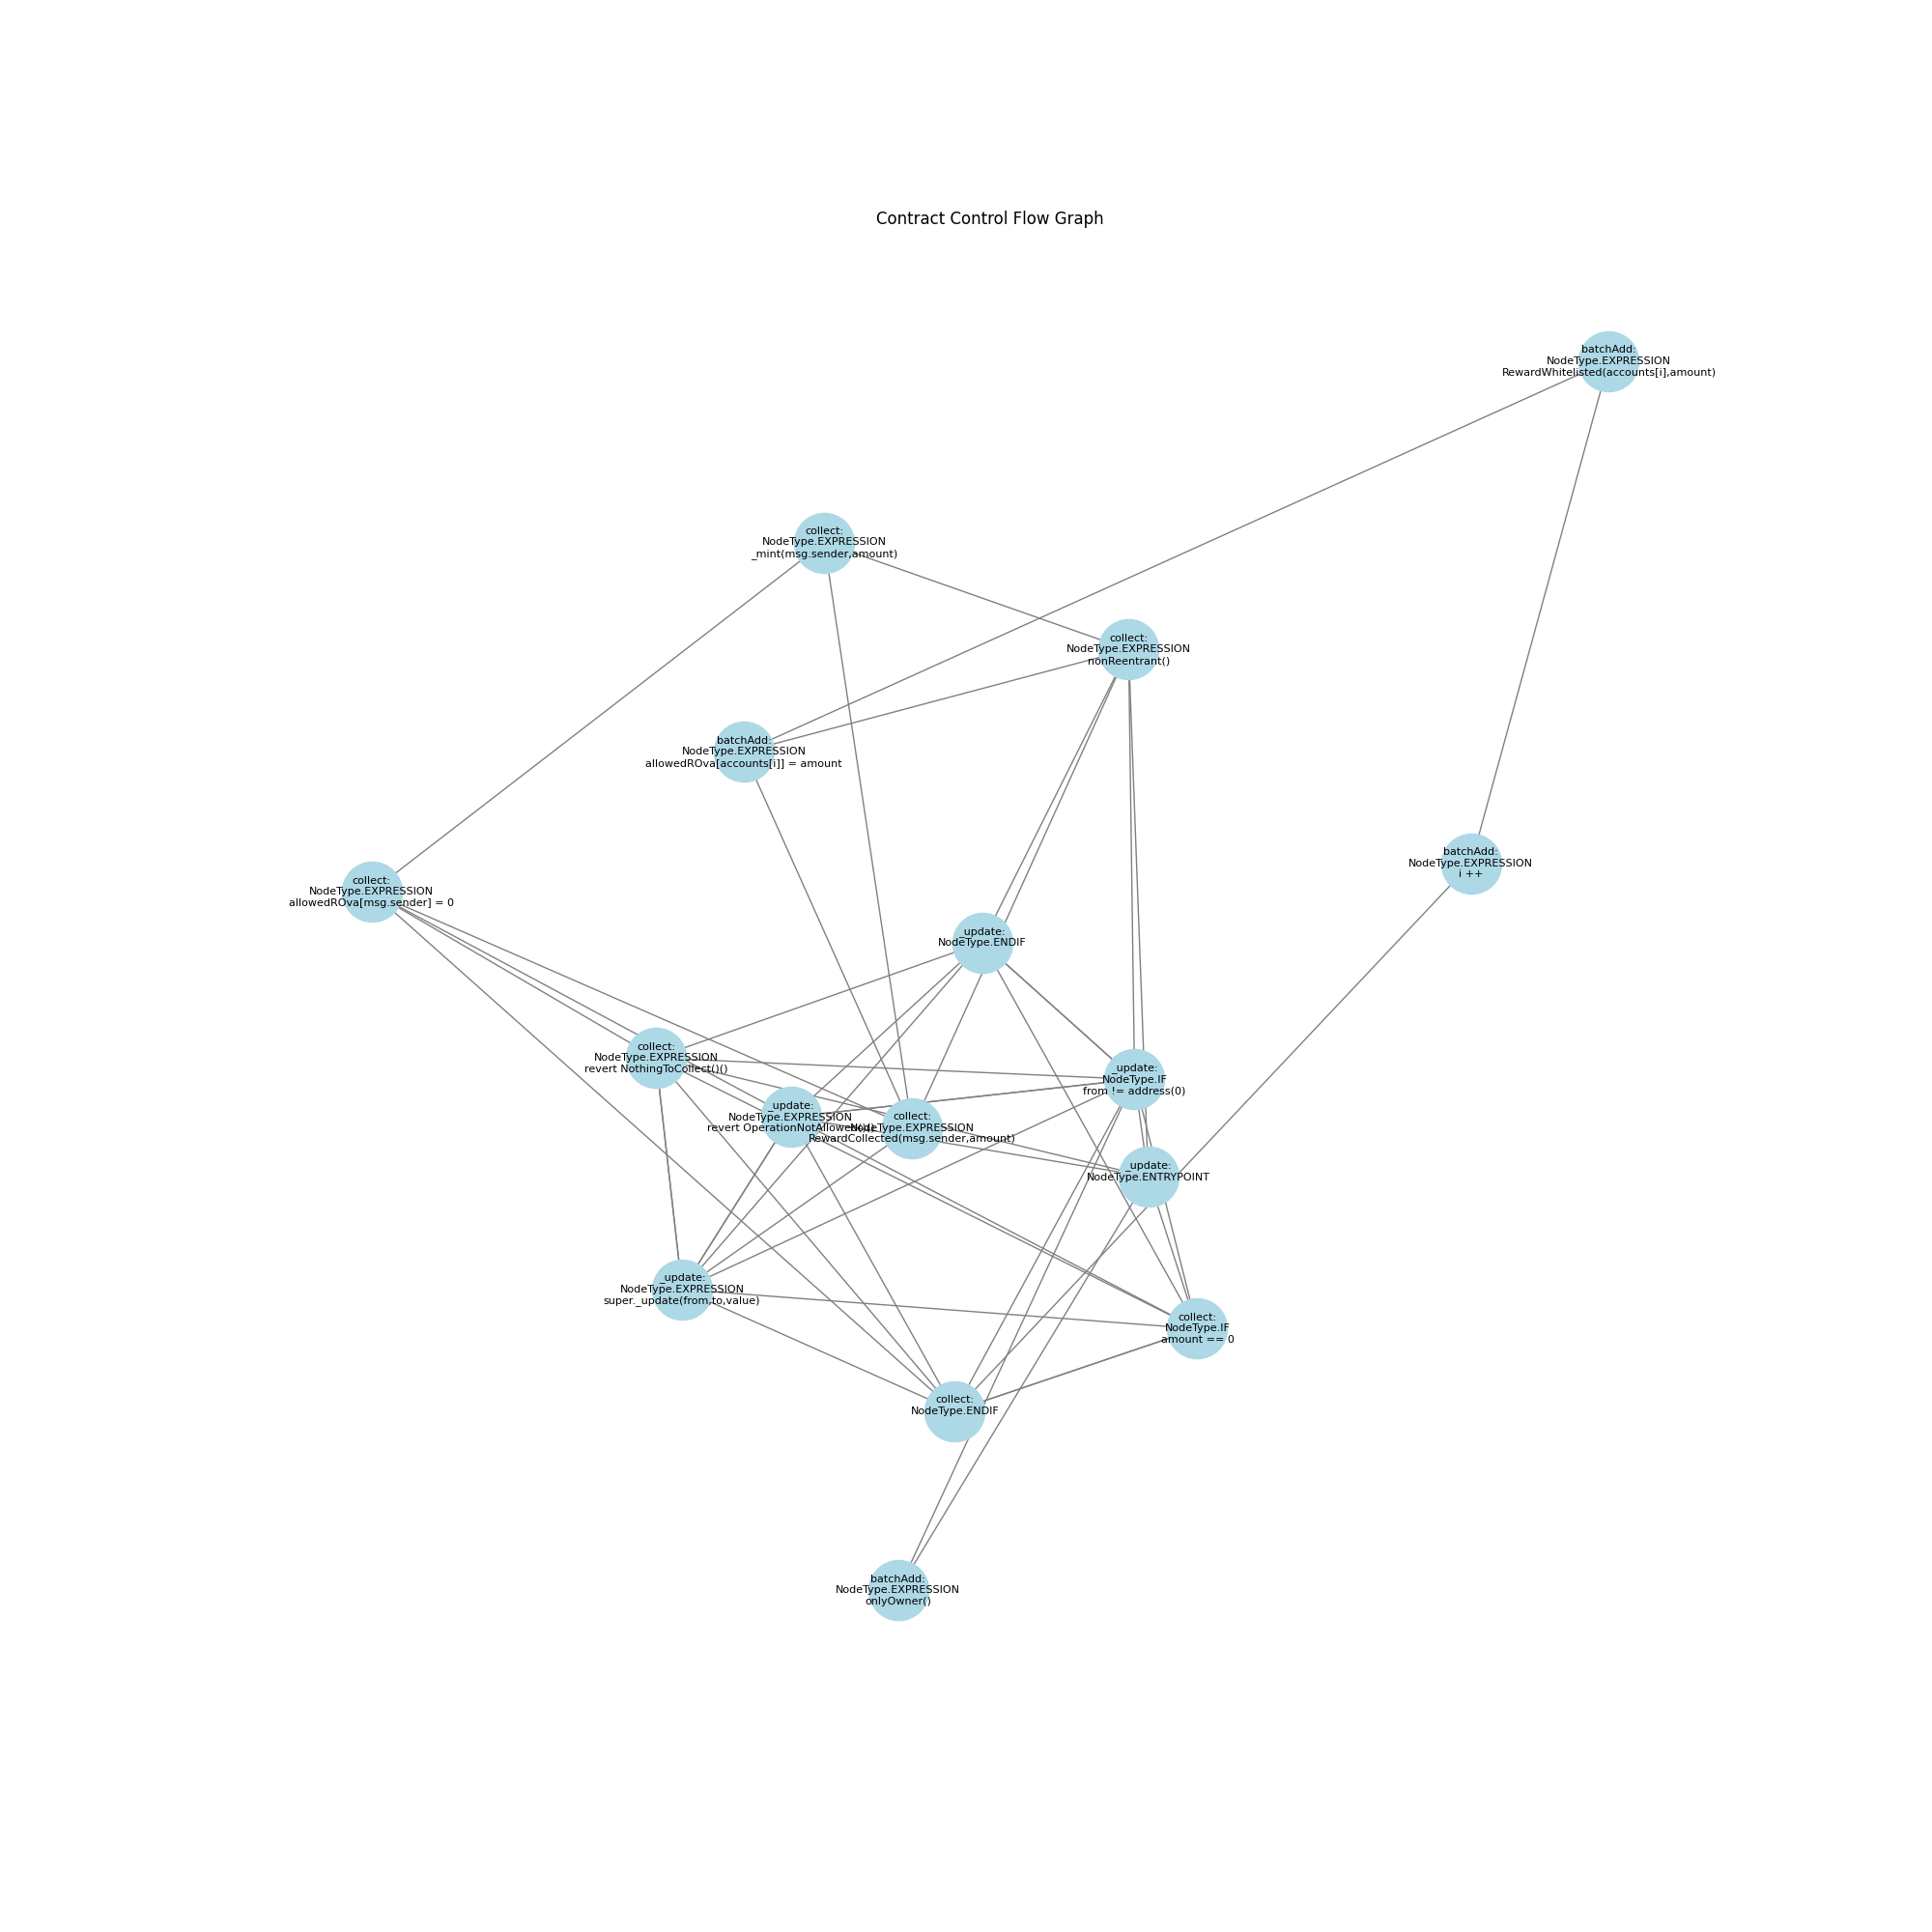 Contract Control Flow Graph
batchAdd:
NodeType.EXPRESSION
RewardWhitelisted(accounts[i],amount)
collect:
NodeType.EXPRESSION
_mint(msg.sender,amount)
collect:
NodeType.EXPRESSION
nonReentrant()
batchAdd:
NodeType.EXPRESSION
allowedROva[accounts[i]] = amount
batchAdd:
NodeType.EXPRESSION
i ++
collect:
NodeType.EXPRESSION
allowedROva[msg.sender] = 0
_update:
NodeType.ENDIF
collect:
NodeType.EXPRESSION
revert NothingToCollect()()
_update:
NodeType.IF
from != address(0)
_update:
NodeType.EXPRESSION
revert OperationNotAllowed()()
collect:
NodeType.EXPRESSION
RewardCollected(msg.sender,amount)
_update:
NodeType.ENTRYPOINT
_update:
NodeType.EXPRESSION
super._update(from,to,value)
collect:
NodeType.IF
amount == 0
collect:
NodeType.ENDIF
batchAdd:
NodeType.EXPRESSION
onlyOwner()